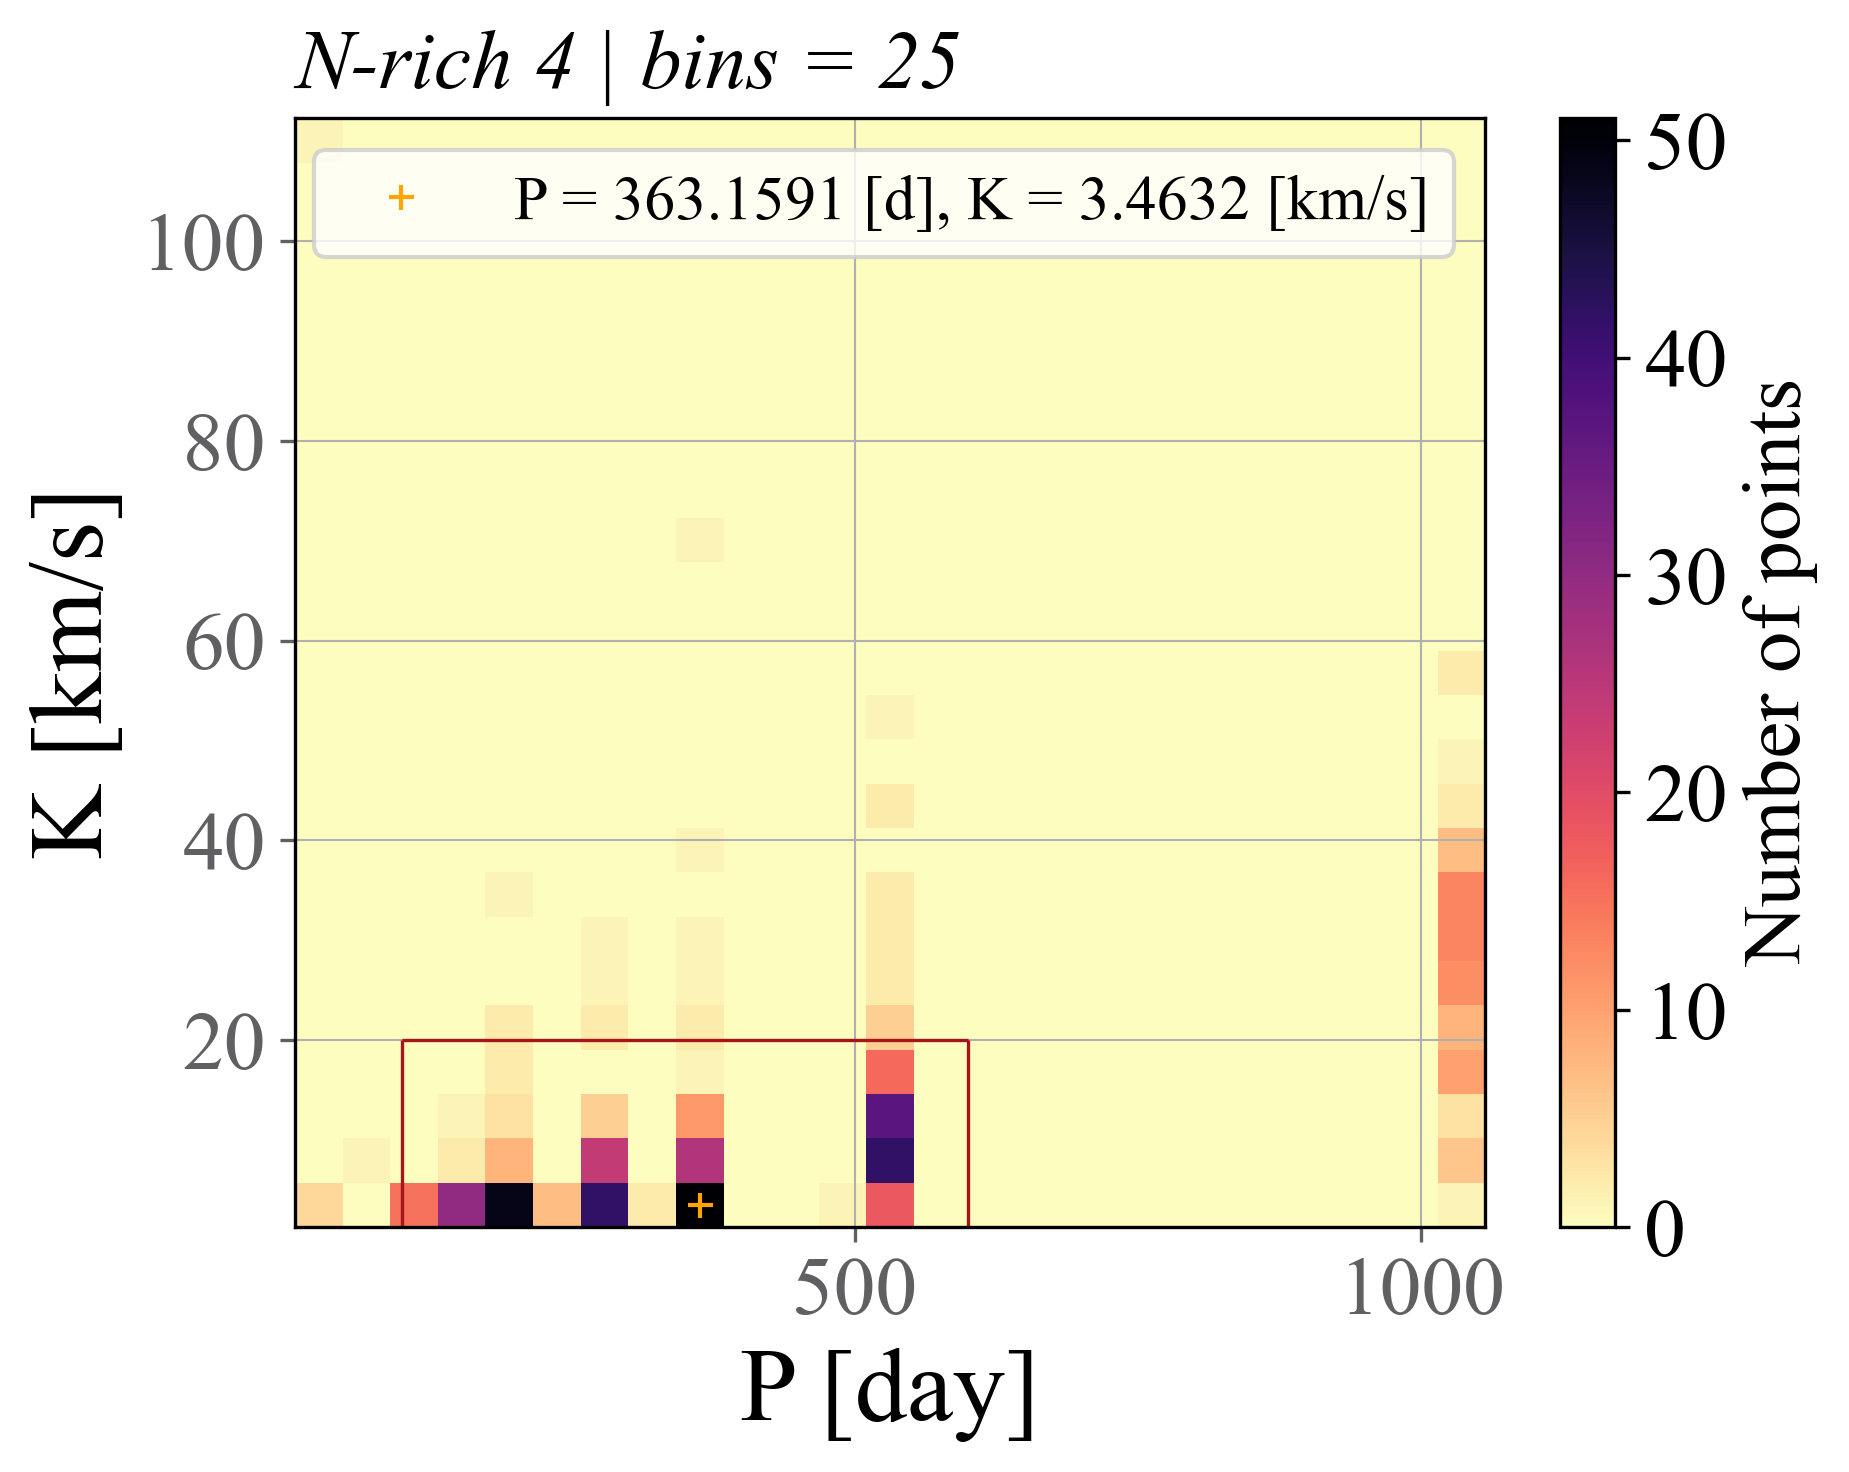 N-rich 4 | bins = 25
P = 363.1591 [d], K = 3.4632 [km/s]
100
80
60
40
20
K [km/s]
500
1000
P [day]
50
40
30
20
10
0
Number of points